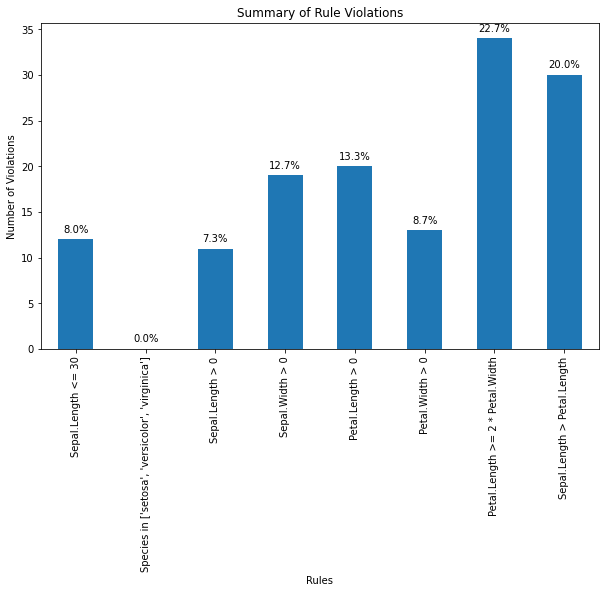 Summary of Rule Violations
Number of Violations
35
30
25
20
15
10
5
0
8.0%
0.0%
7.3%
12.7%
13.3%
8.7%
22.7%
20.0%
Sepal.Length <= 30
Species in ['setosa', 'versicolor', 'virginica']
Sepal.Length > 0
Sepal.Width > 0
Petal.Length > 0
Petal.Width > 0
Petal.Length >= 2 * Petal.Width
Sepal.Length > Petal.Length
Rules